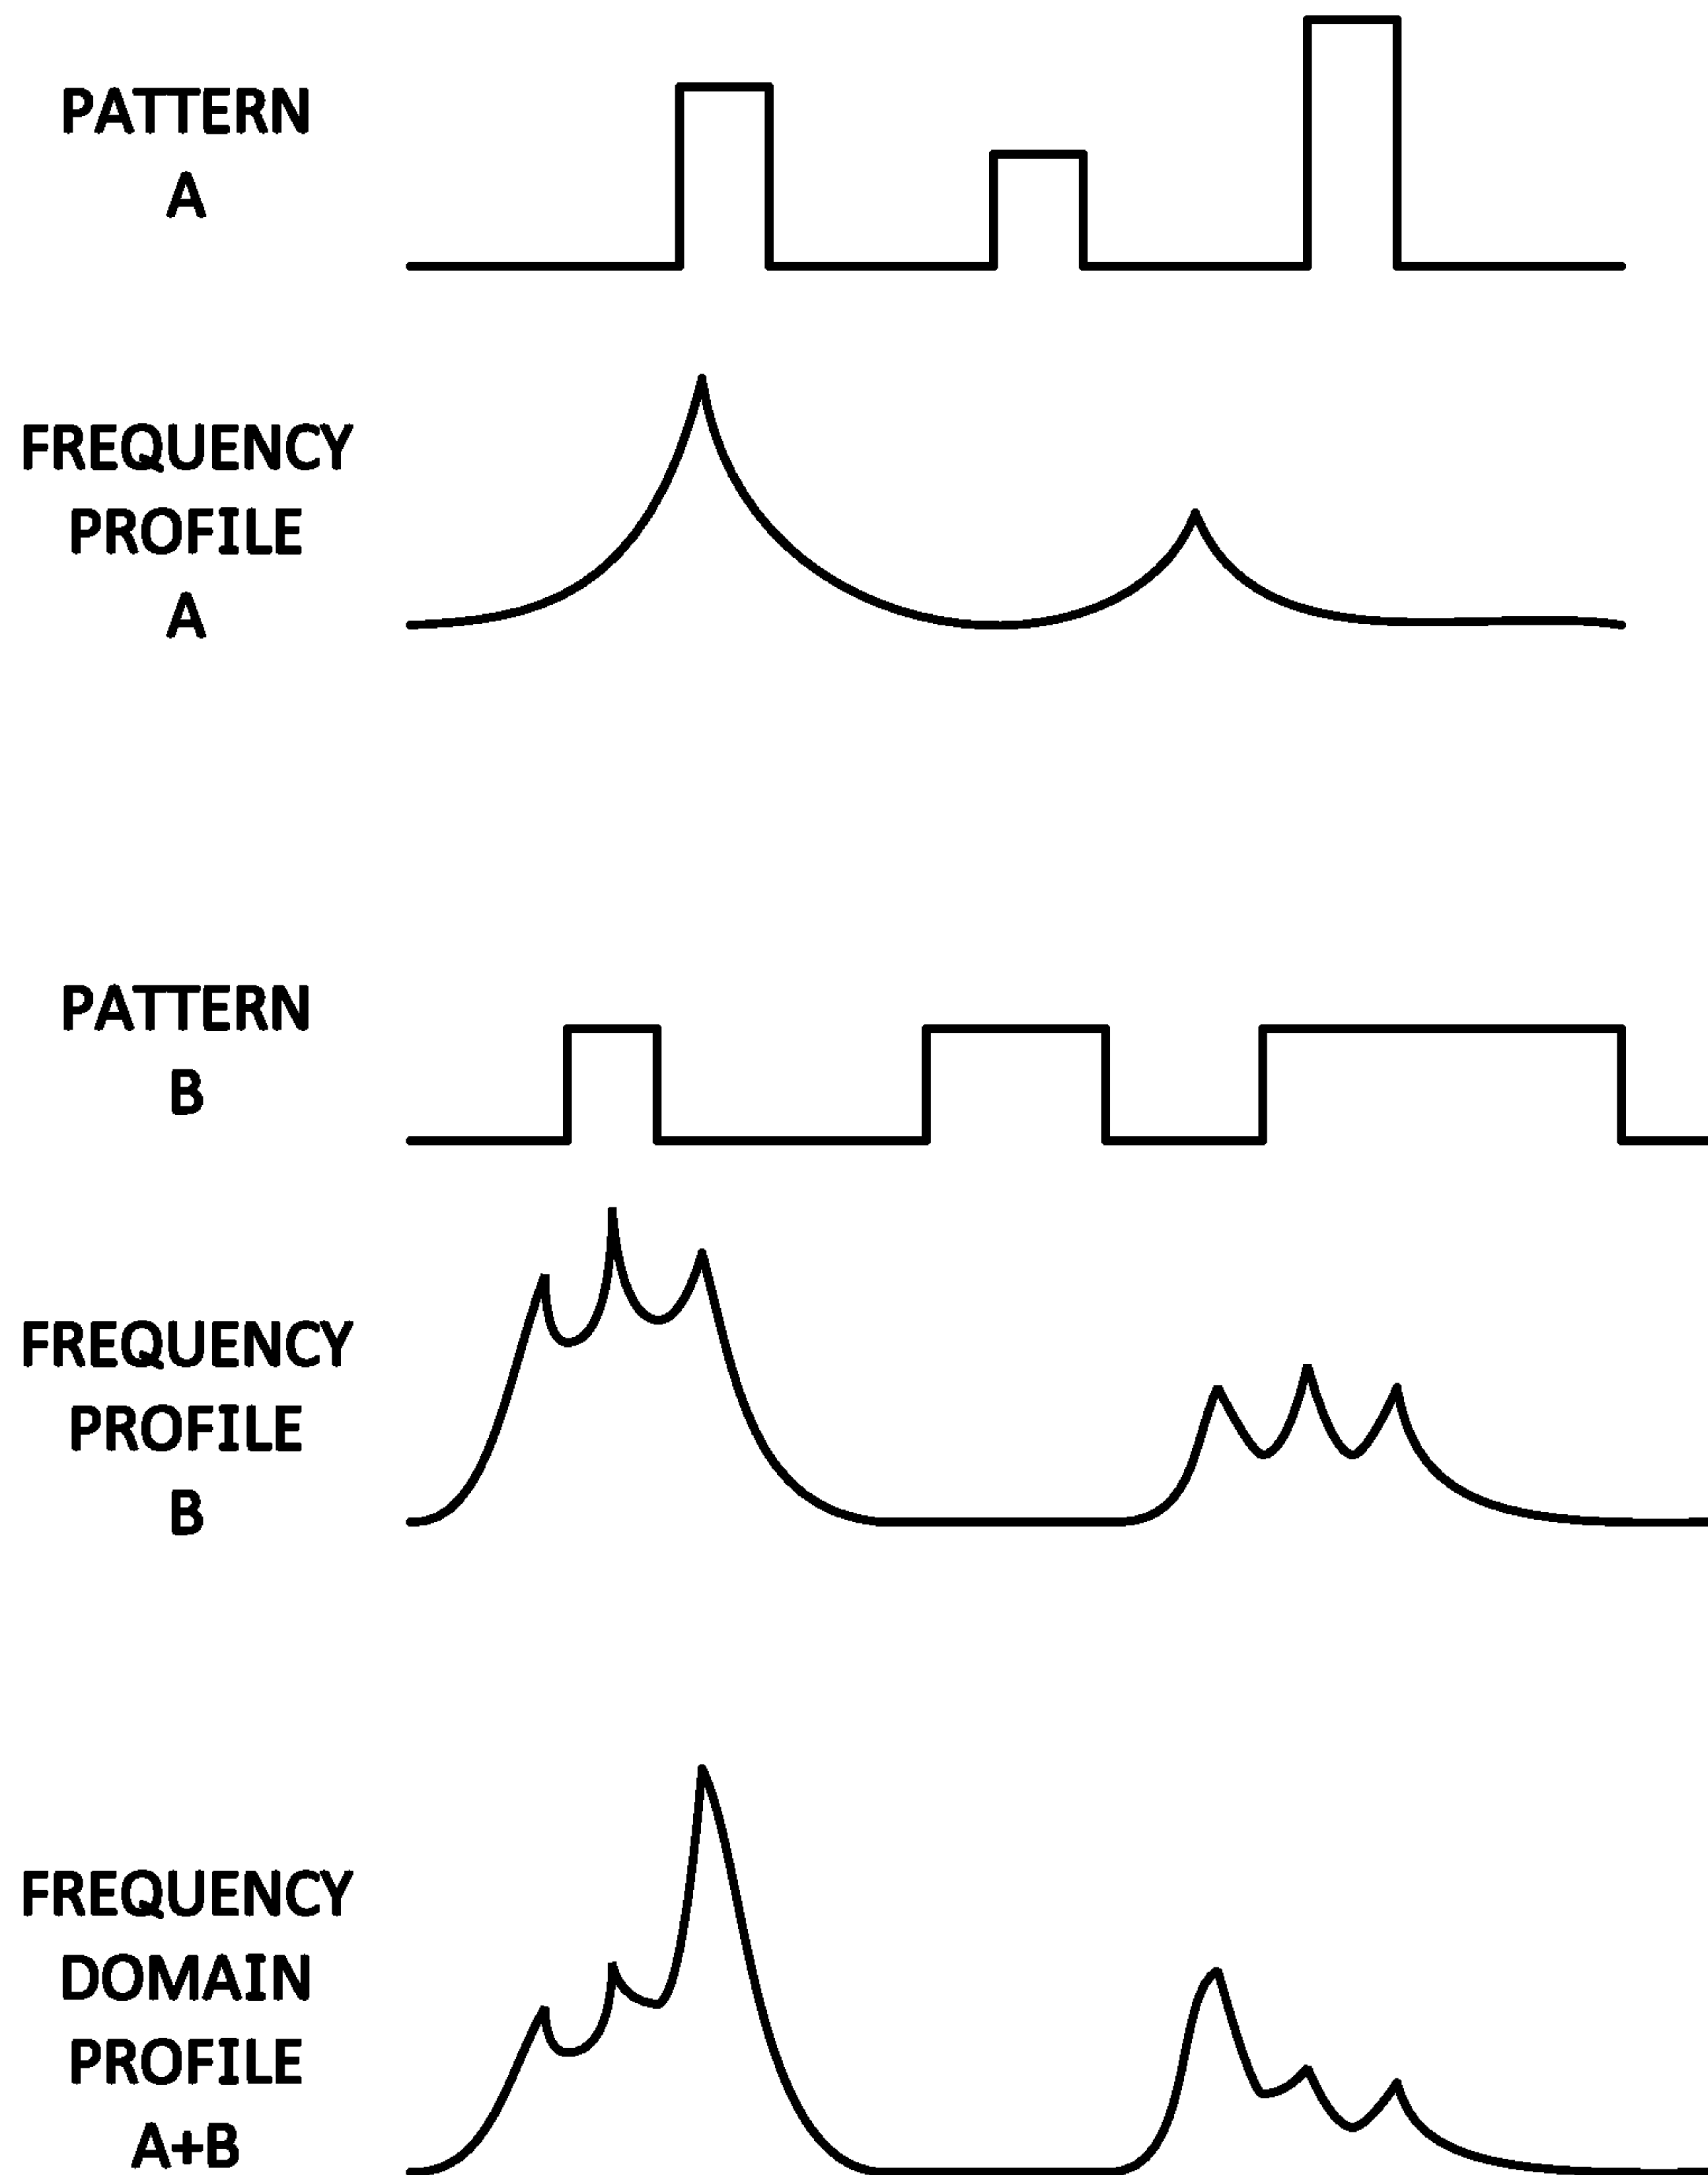 PATTERN
A
FREQUENCY
PROFILE
A
PATTERN
B
FREQUENCY
PROFILE
B
FREQUENCY
DOMAIN
PROFILE
A+B